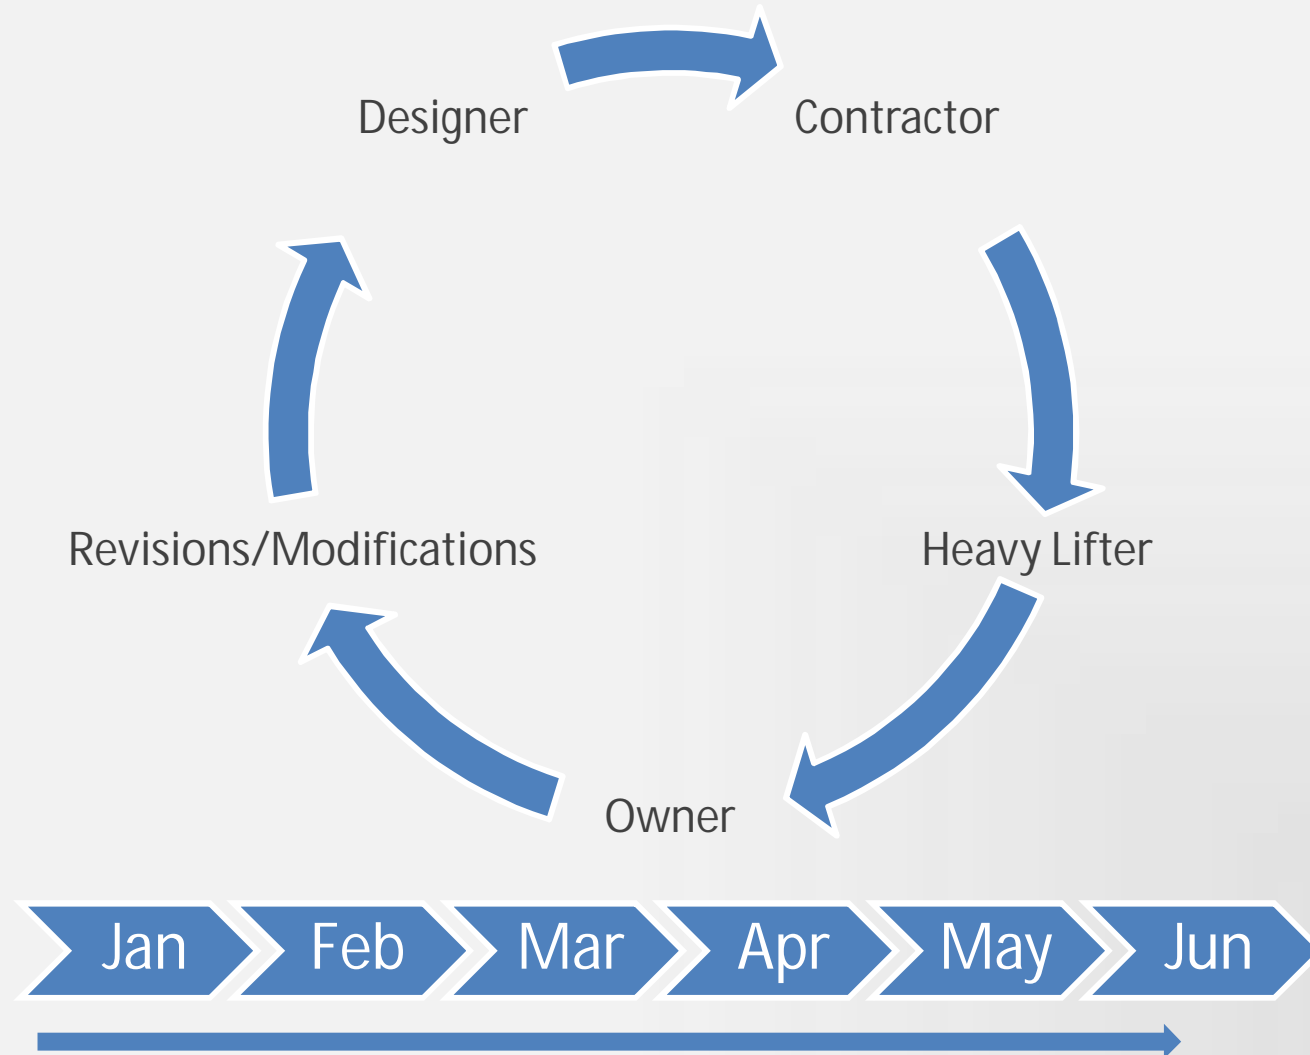 Designer
Contractor
Revisions/Modifications
Heavy Lifter
Owner
Jan
Feb
Mar
Apr
May
Jun